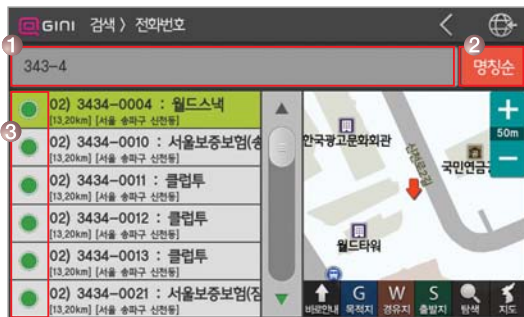 GINI 검색 〉 전화번호
1
2
343-4
명칭순
3
02) 3434-0004 : 월드스낵
[13,20km] [서울 송파구 신천동]
02) 3434-0010 : 서울보증보험(송
[13,20km] [서울 송파구 신천동]
02) 3434-0011 : 클럽투
[13,20km] [서울 송파구 신천동]
02) 3434-0012 : 클럽투
[13,20km] [서울 송파구 신천동]
02) 3434-0013 : 클럽투
[13,20km] [서울 송파구 신천동]
02) 3434-0021 : 서울보증보험(잠
[13,20km] [서울 송파구 신천동]
한국광고문화회관
국민연금
월드타워
+
50m
−
바로안내
G 목적지
W 경유지
S 출발지
탐색
지도